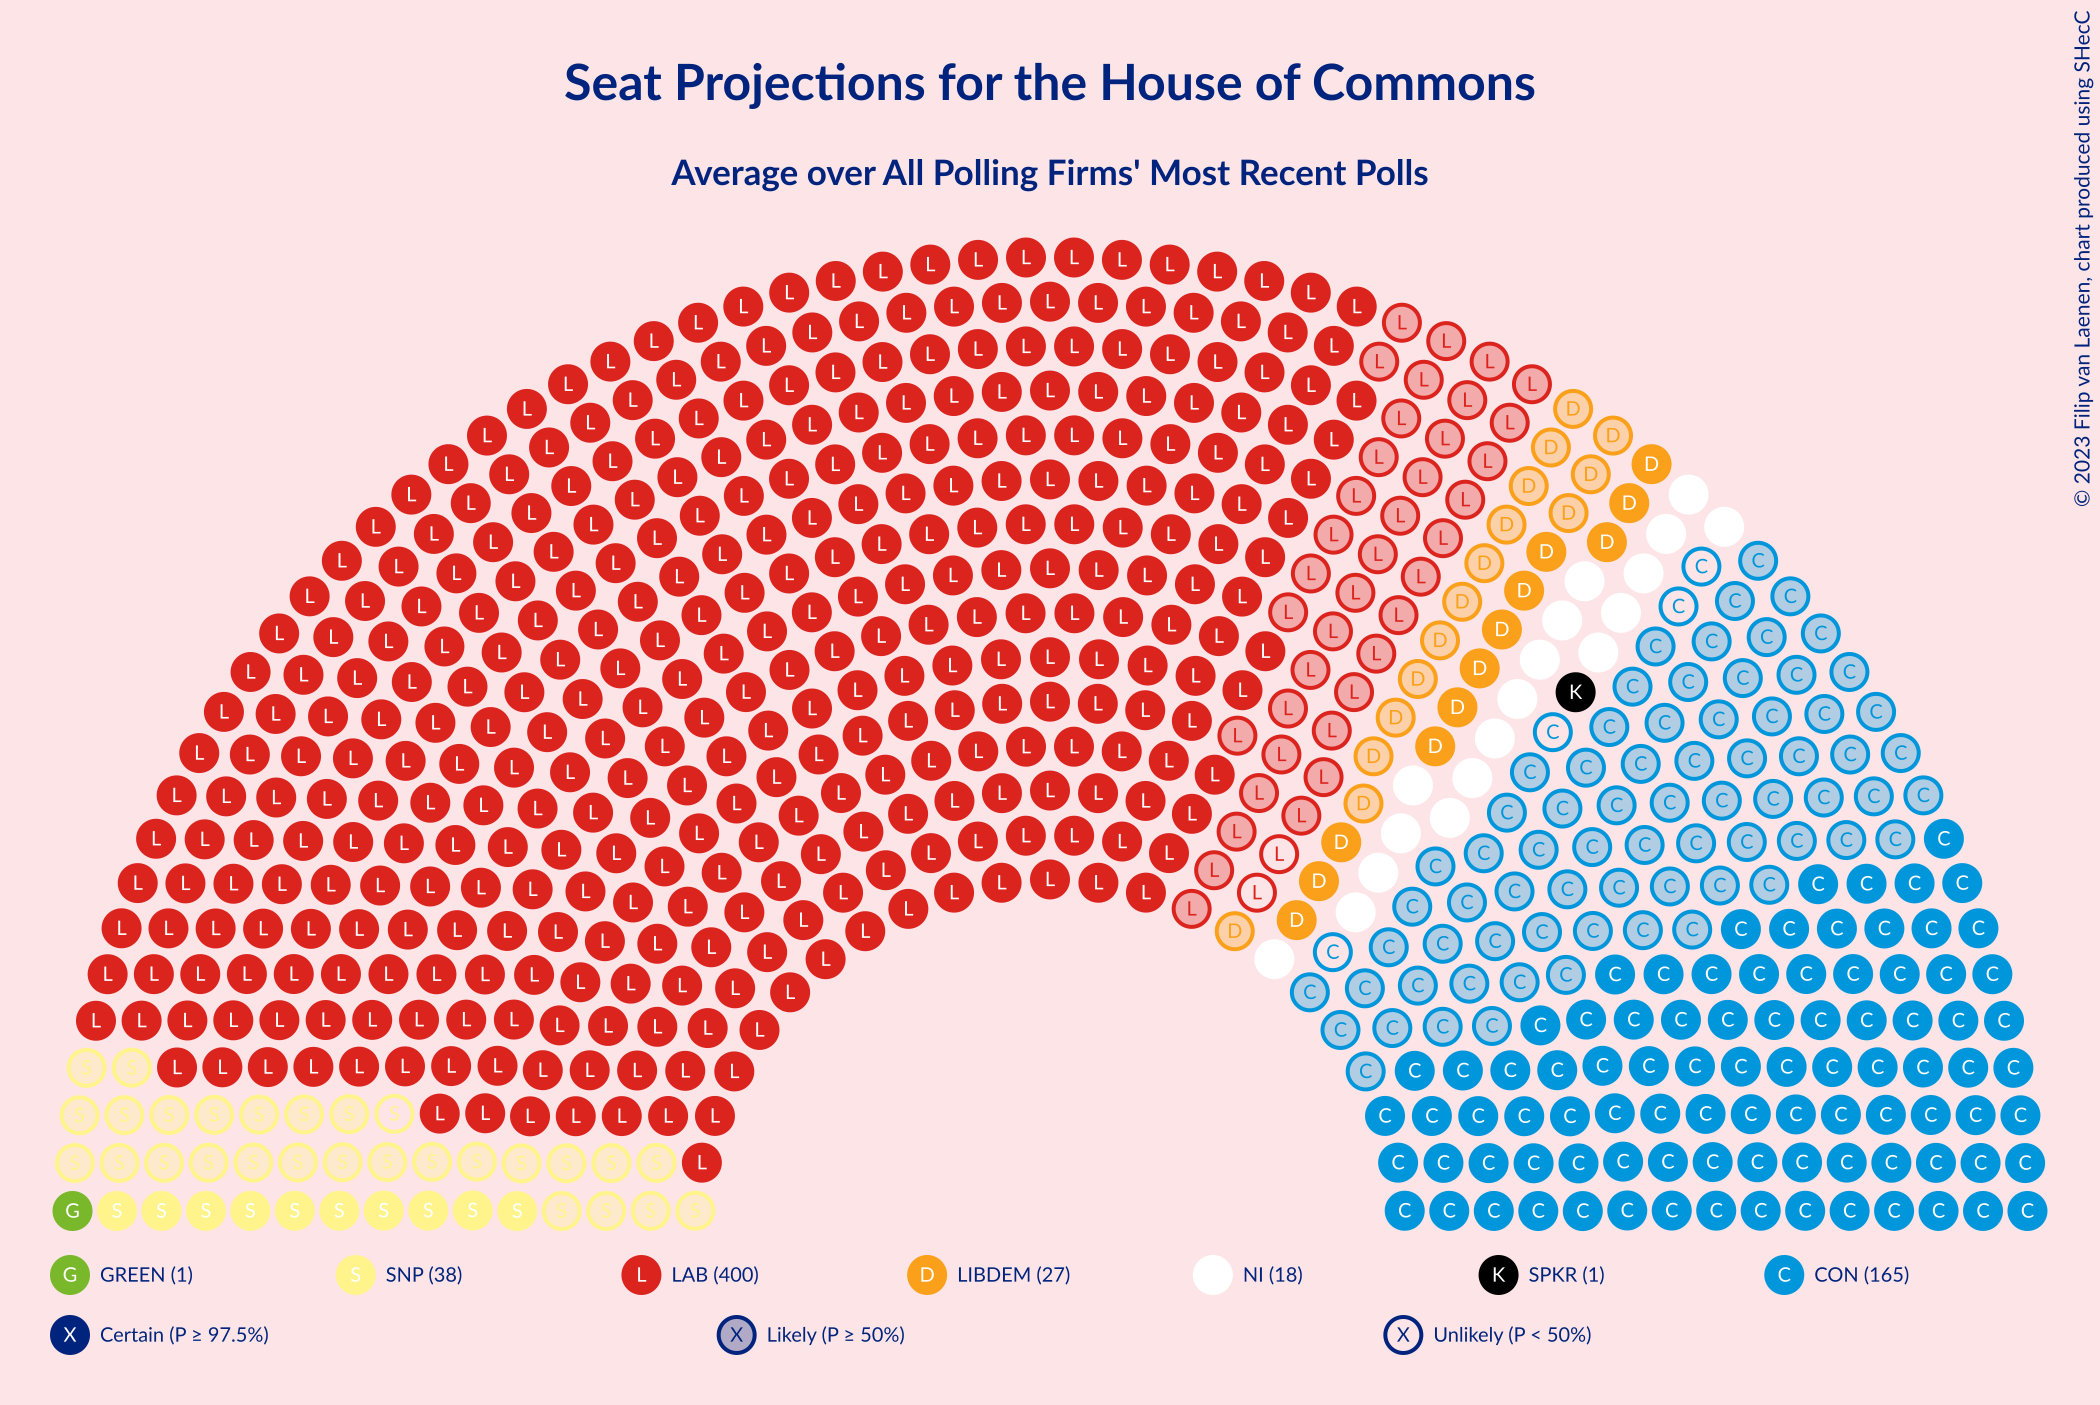 Seat Projections for the House of Commons
Average over All Polling Firms' Most Recent Polls
© 2023 Filip van Laenen, chart produced using SHecC
G GREEN (1) S SNP (38) L LAB (400) D LIBDEM (27) NI (18) K SPKR (1) C CON (165)
X Certain (P ≥ 97.5%) X Likely (P ≥ 50%) X Unlikely (P < 50%)